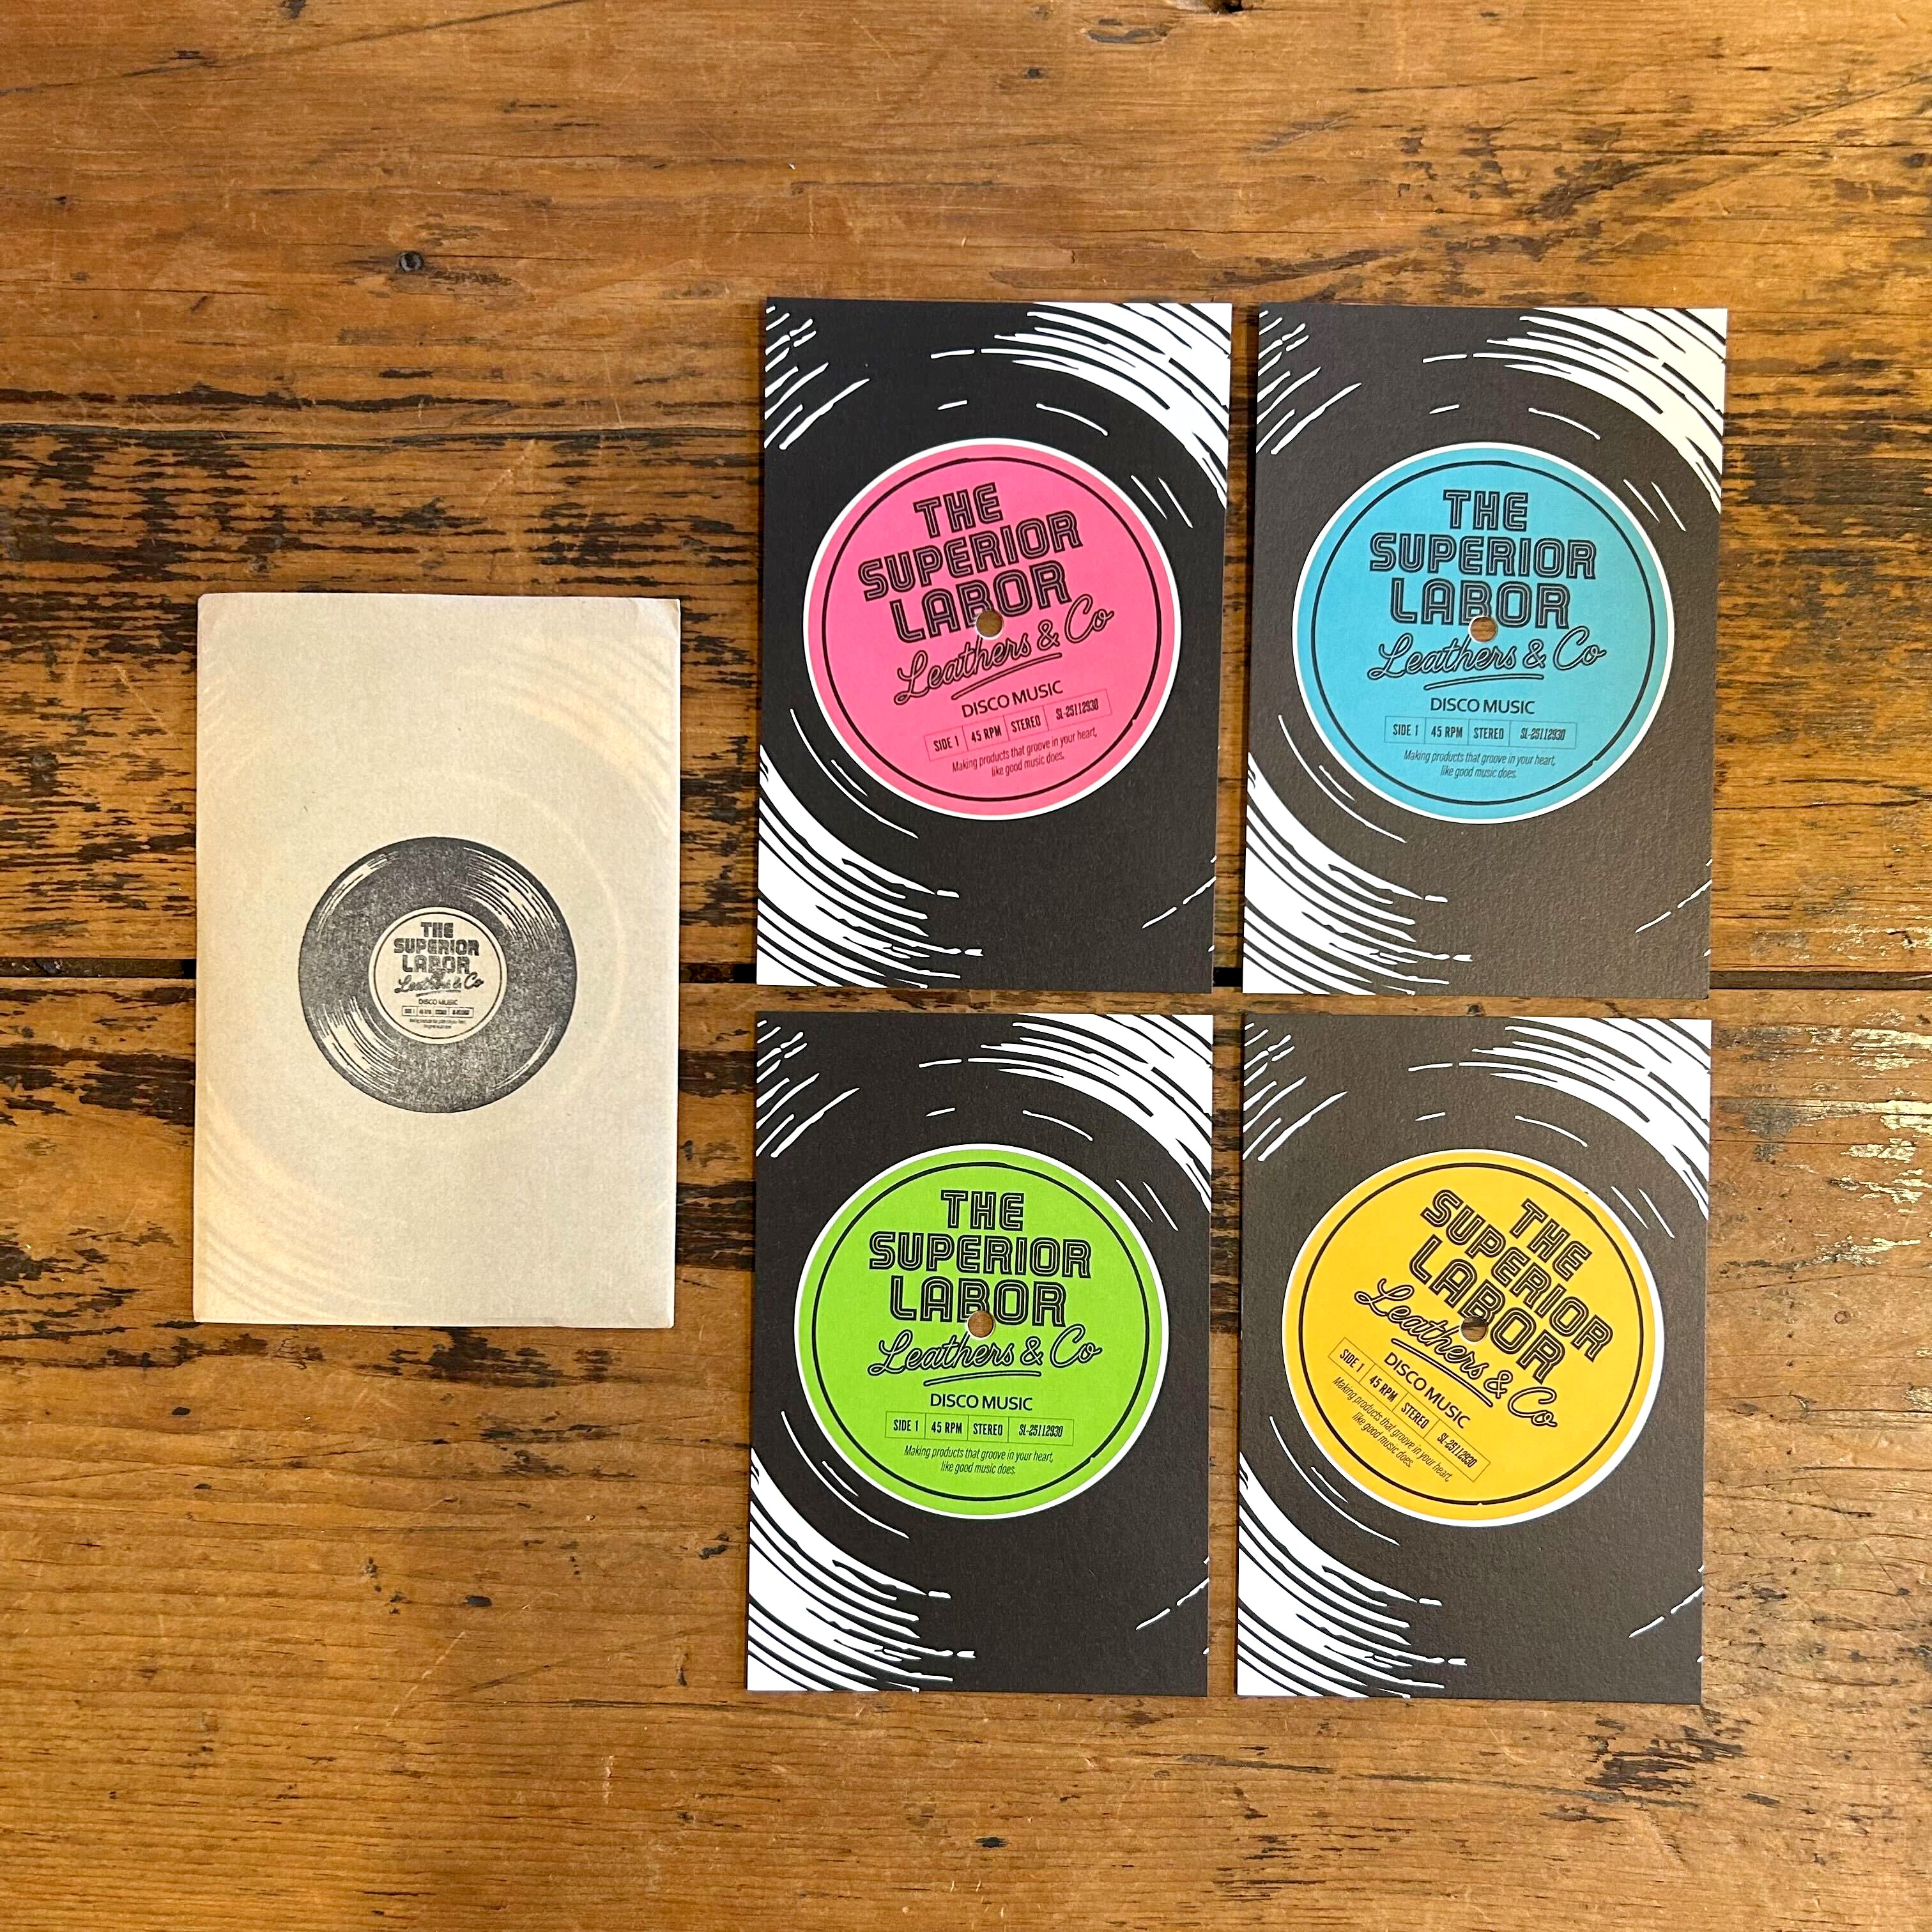 THE
SUPERIOR
LABOR
Leathers & Co
DISCO MUSIC
THE
SUPERIOR
LABOR
Leathers & Co
DISCO MUSIC
SIDE 1 45 RPM STEREO SL-25112930
Making products that groove in your heart,
like good music does.
THE
SUPERIOR
LABOR
Leathers & Co
DISCO MUSIC
SIDE 1 45 RPM STEREO SL-25112930
Making products that groove in your heart,
like good music does.
THE
SUPERIOR
LABOR
Leathers & Co
DISCO MUSIC
SIDE 1 45 RPM STEREO SL-25112930
Making products that groove in your heart,
like good music does.
THE
SUPERIOR
LABOR
Leathers & Co
DISCO MUSIC
SIDE 1 45 RPM STEREO SL-25112930
Making products that groove in your heart,
like good music does.